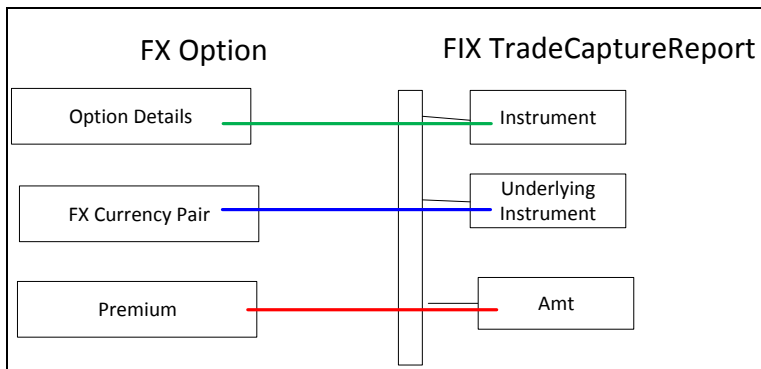 FX Option
FIX TradeCaptureReport
Option Details
Instrument
FX Currency Pair
Underlying
Instrument
Premium
Amt